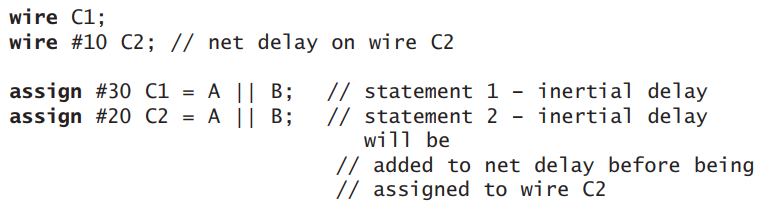 wire C1;
wire #10 C2; // net delay on wire C2
assign #30 C1 = A || B; // statement 1 – inertial delay
assign #20 C2 = A || B; // statement 2 – inertial delay
will be
// added to net delay before being
// assigned to wire C2